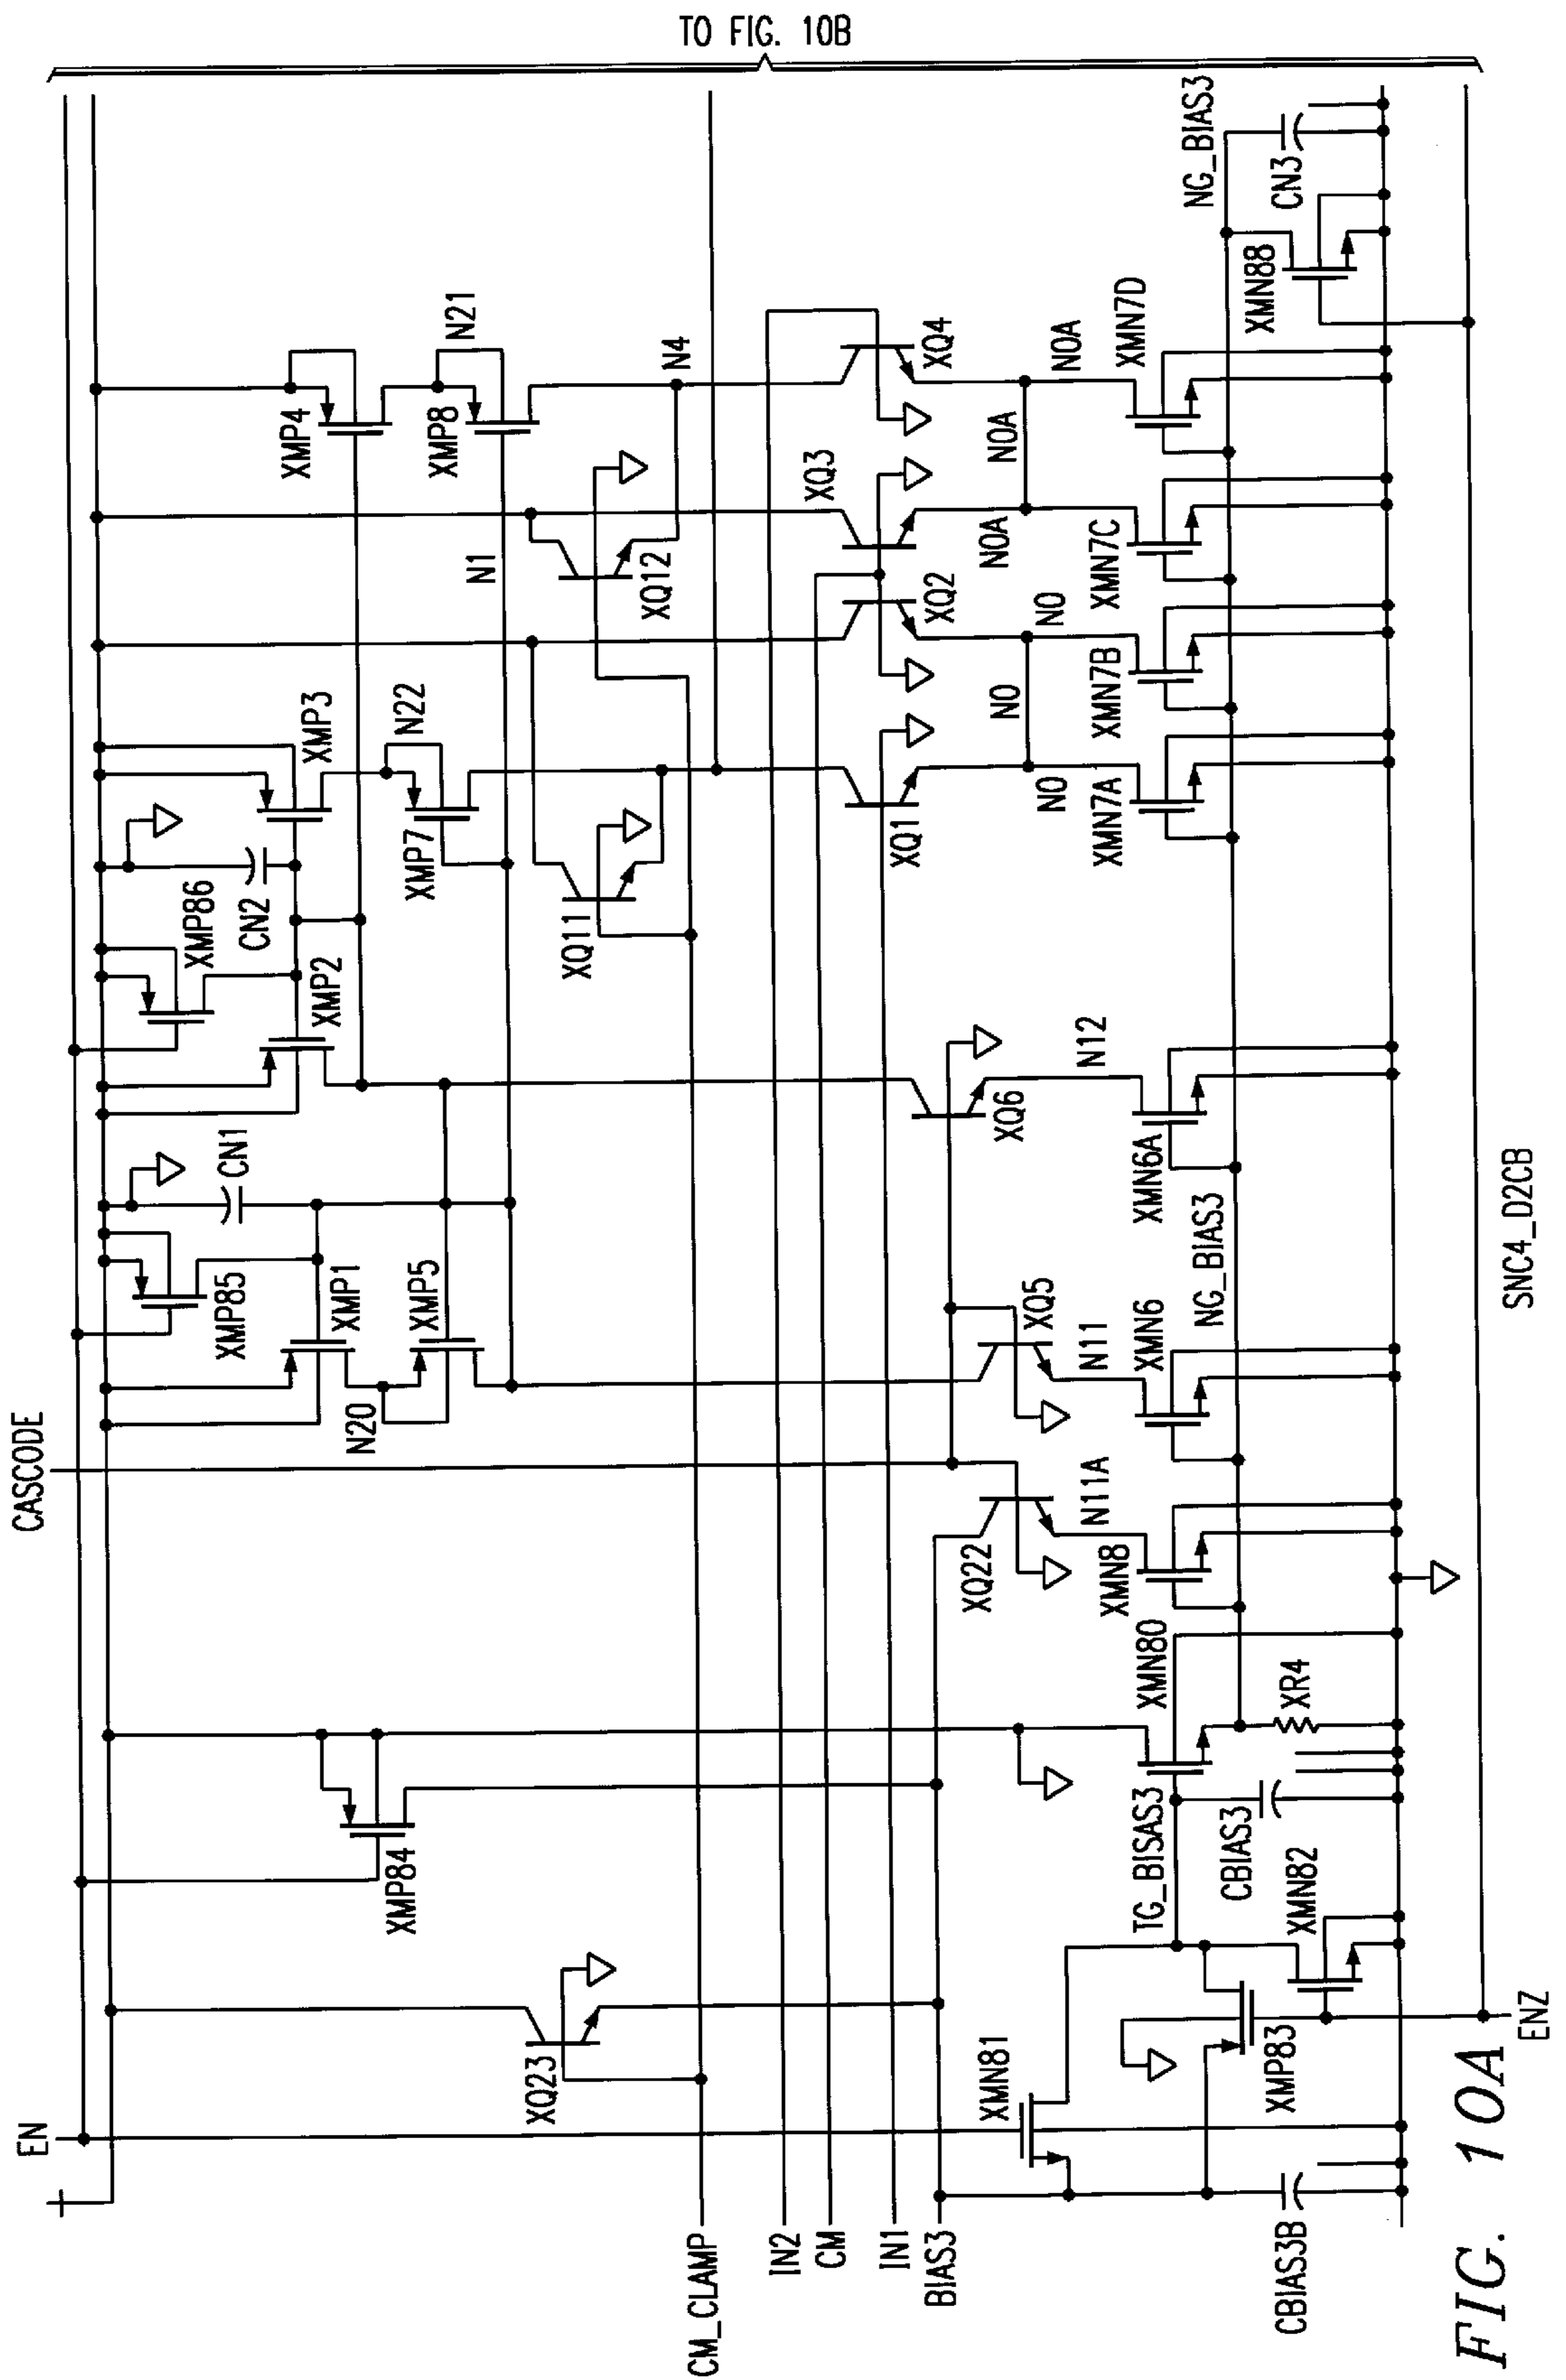 TO FIG. 10B
EN
CASCODE
XMP84
XQ23
XMP85
CN1
XMP1
N20
XMP5
XMP86
CN2
XMP2
XMP3
N22
XMP7
XQ11
XMP4
N21
XMP8
N1
XQ12
N4
CM_CLAMP
IN2
CM
IN1
BIAS3
XQ22
N11A
XQ5
N11
XQ6
N12
XQ1
XQ2
XQ3
XQ4
N0
N0
N0
N0A
N0A
N0A
XMN81
XMP83
CBIAS3B
TG_BISAS3
CBIAS3
XMN82
XMN80
XR4
XMN8
XMN6
NG_BIAS3
XMN6A
XMN7A
XMN7B
XMN7C
XMN7D
XMN88
NG_BIAS3
CN3
ENZ
SNC4_D2CB
FIG. 10A